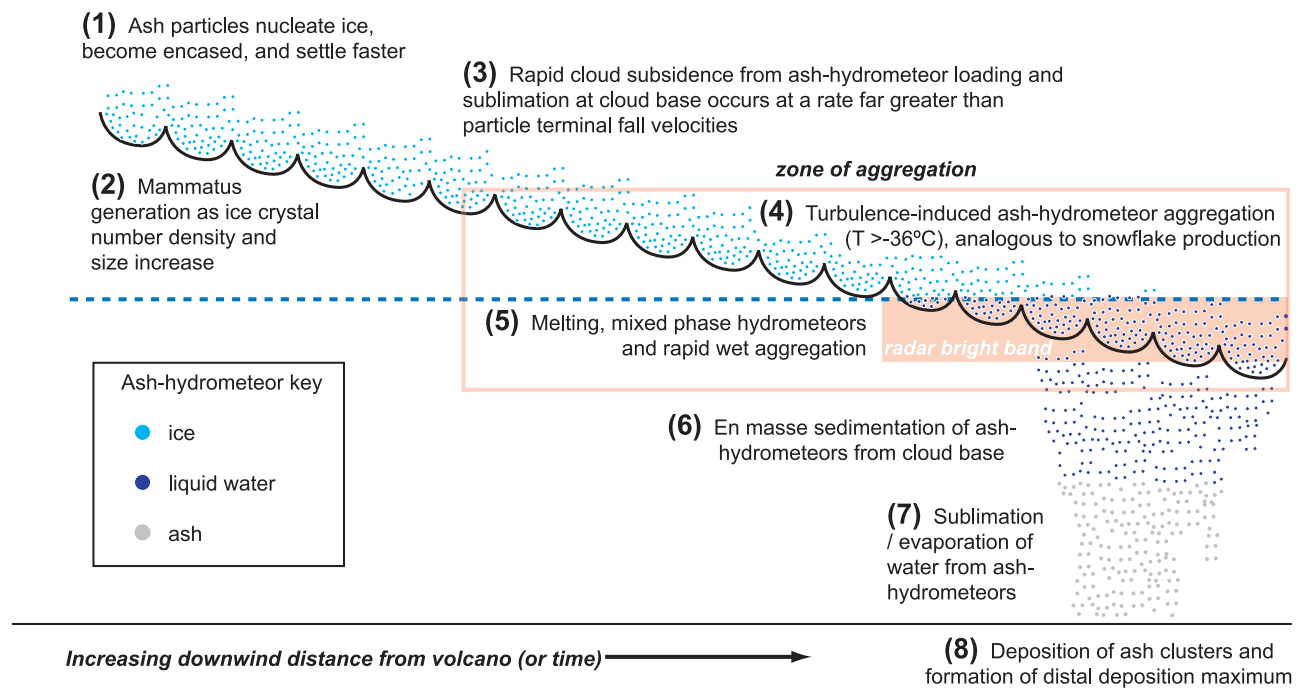 (1) Ash particles nucleate ice,
become encased, and settle faster
(3) Rapid cloud subsidence from ash-hydrometeor loading and
sublimation at cloud base occurs at a rate far greater than
particle terminal fall velocities
zone of aggregation
(2) Mammatus
generation as ice crystal
number density and
size increase
(4) Turbulence-induced ash-hydrometeor aggregation
(T >-36ºC), analogous to snowflake production
(5) Melting, mixed phase hydrometeors
and rapid wet aggregation
radar bright band
Ash-hydrometeor key
ice
liquid water
ash
(6) En masse sedimentation of ash-
hydrometeors from cloud base
(7) Sublimation
/ evaporation of
water from ash-
hydrometeors
Increasing downwind distance from volcano (or time)
(8) Deposition of ash clusters and
formation of distal deposition maximum